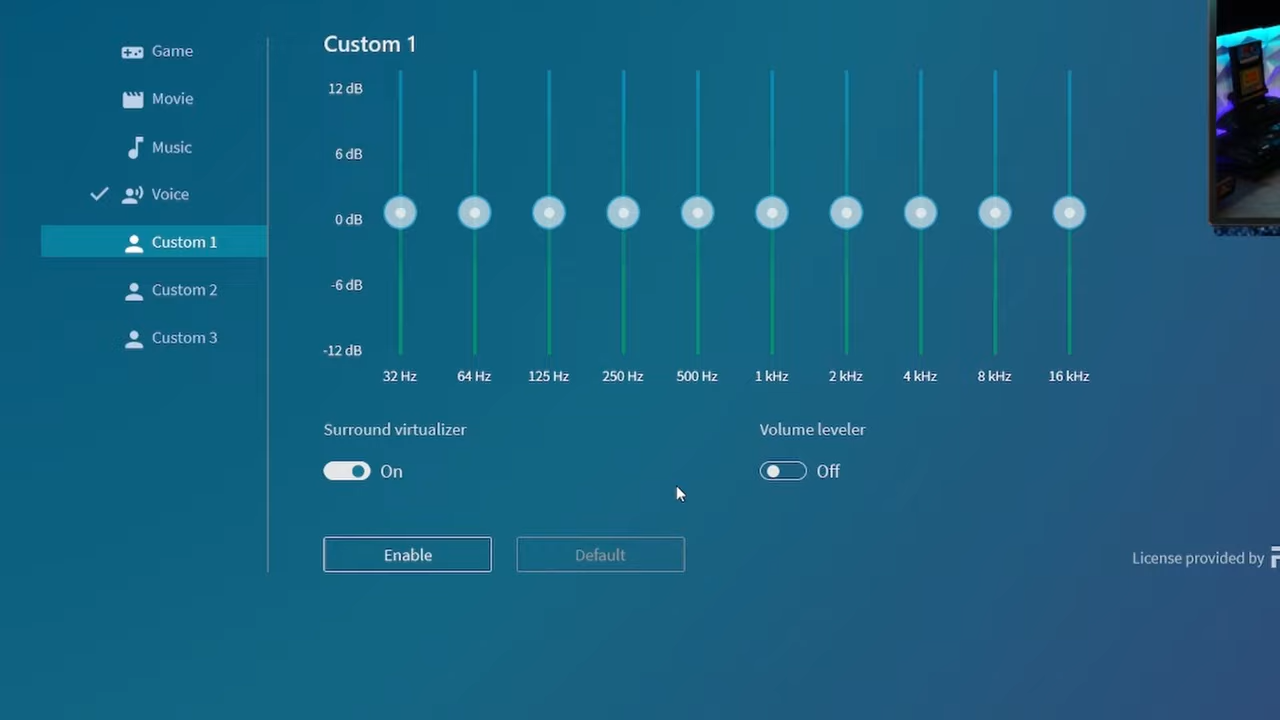 Game
Movie
Music
Voice
Custom 1
Custom 2
Custom 3
Custom 1
12 dB
6 dB
0 dB
-6 dB
-12 dB
32 Hz 64 Hz 125 Hz 250 Hz 500 Hz 1 kHz 2 kHz 4 kHz 8 kHz 16 kHz
Surround virtualizer Volume leveler
On Off
Enable Default
License provided by